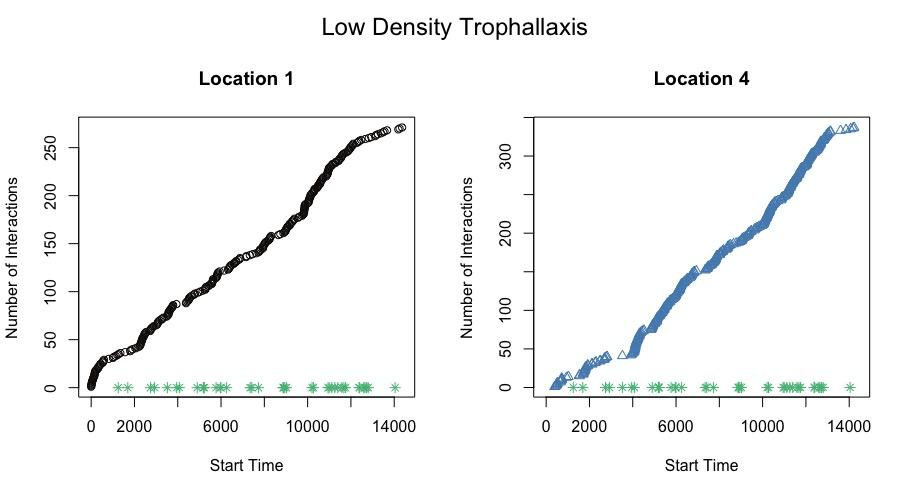 Low Density Trophallaxis
Location 1
Number of Interactions
250
200
150
100
50
0
0 2000 6000 10000 14000
Start Time
Location 4
Number of Interactions
300
200
100
50
0
0 2000 6000 10000 14000
Start Time